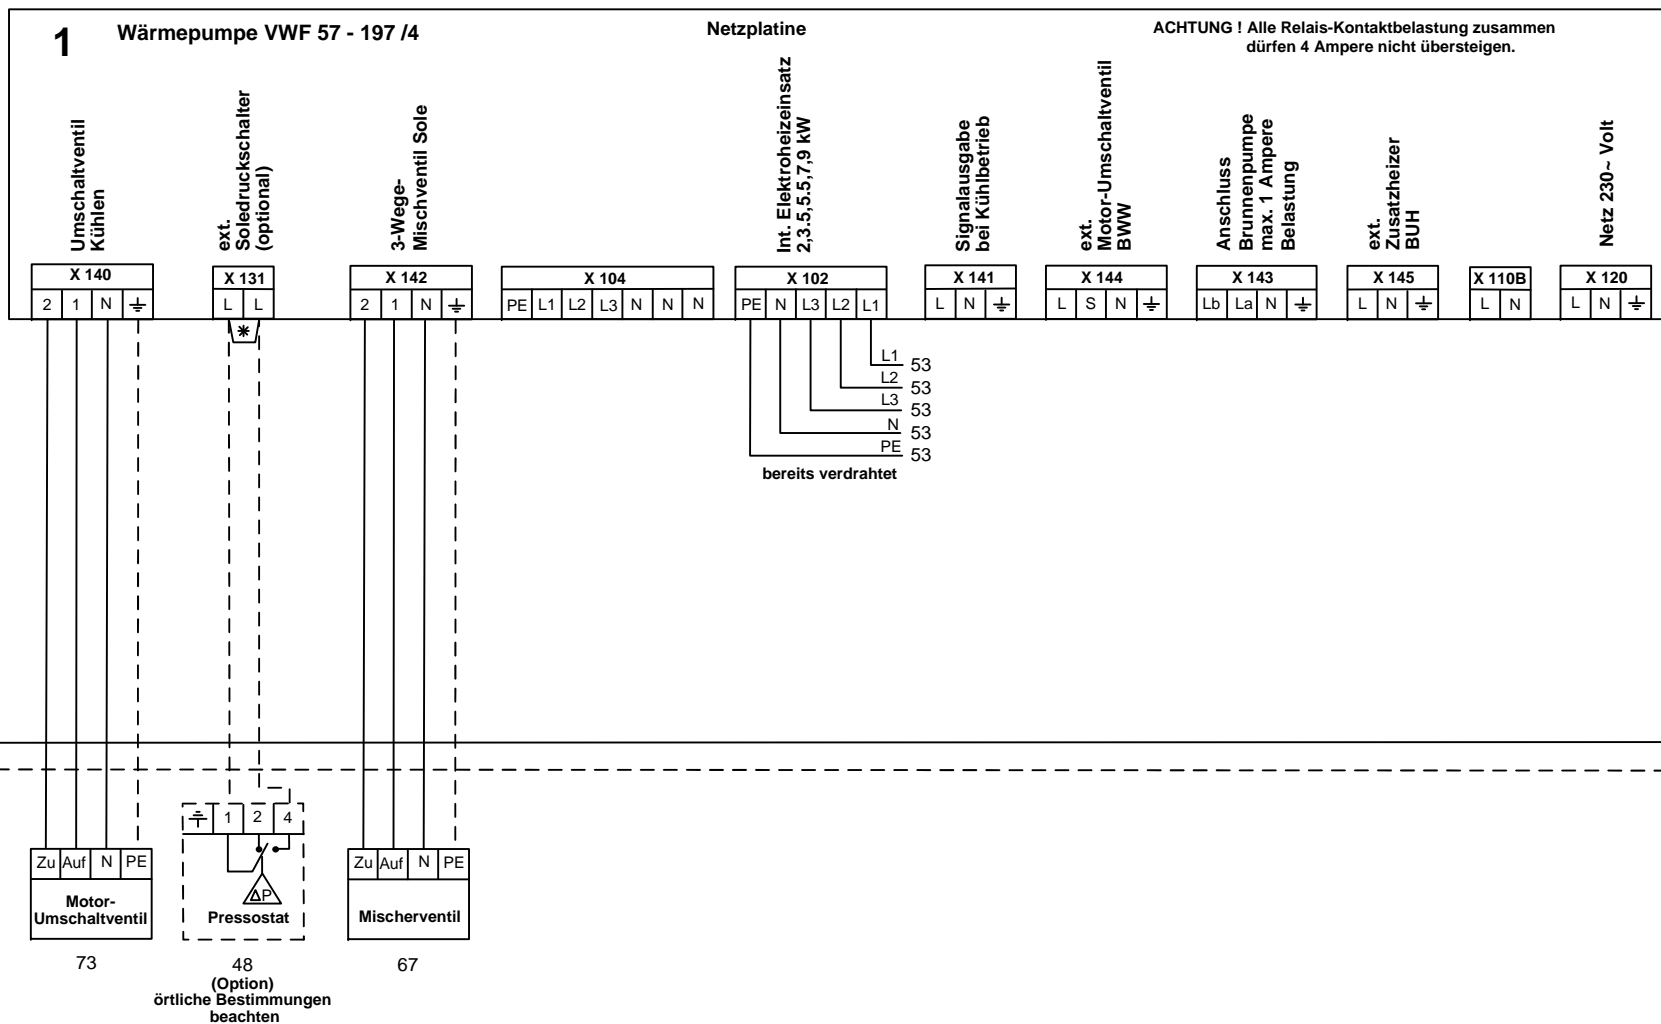 1
Wärmepumpe VWF 57 - 197 /4
Netzplatine
ACHTUNG ! Alle Relais-Kontaktbelastung zusammen
dürfen 4 Ampere nicht übersteigen.
Umschaltventil
Kühlen
ext.
Soledruckschalter
(optional)
3-Wege-
Mischventil Sole
Int. Elektroheizeinsatz
2,3.5,5.5,7,9 kW
Signalausgabe
bei Kühlbetrieb
ext.
Motor-Umschaltventil
BWW
Anschluss
Brunnenpumpe
max. 1 Ampere
Belastung
ext.
Zusatzheizer
BUH
Netz 230~ Volt
X 140
2 1 N
X 131
L L
X 142
2 1 N
X 104
PE L1 L2 L3 N N N
X 102
PE N L3 L2 L1
X 141
L N
X 144
L S N
X 143
Lb La N
X 145
L N
X 110B
L N
X 120
L N
L1 53
L2 53
L3 53
N 53
PE 53
bereits verdrahtet
Zu Auf N PE
Motor-
Umschaltventil
73
1 2 4
ΔP
Pressostat
48
(Option)
örtliche Bestimmungen
beachten
Zu Auf N PE
Mischerventil
67